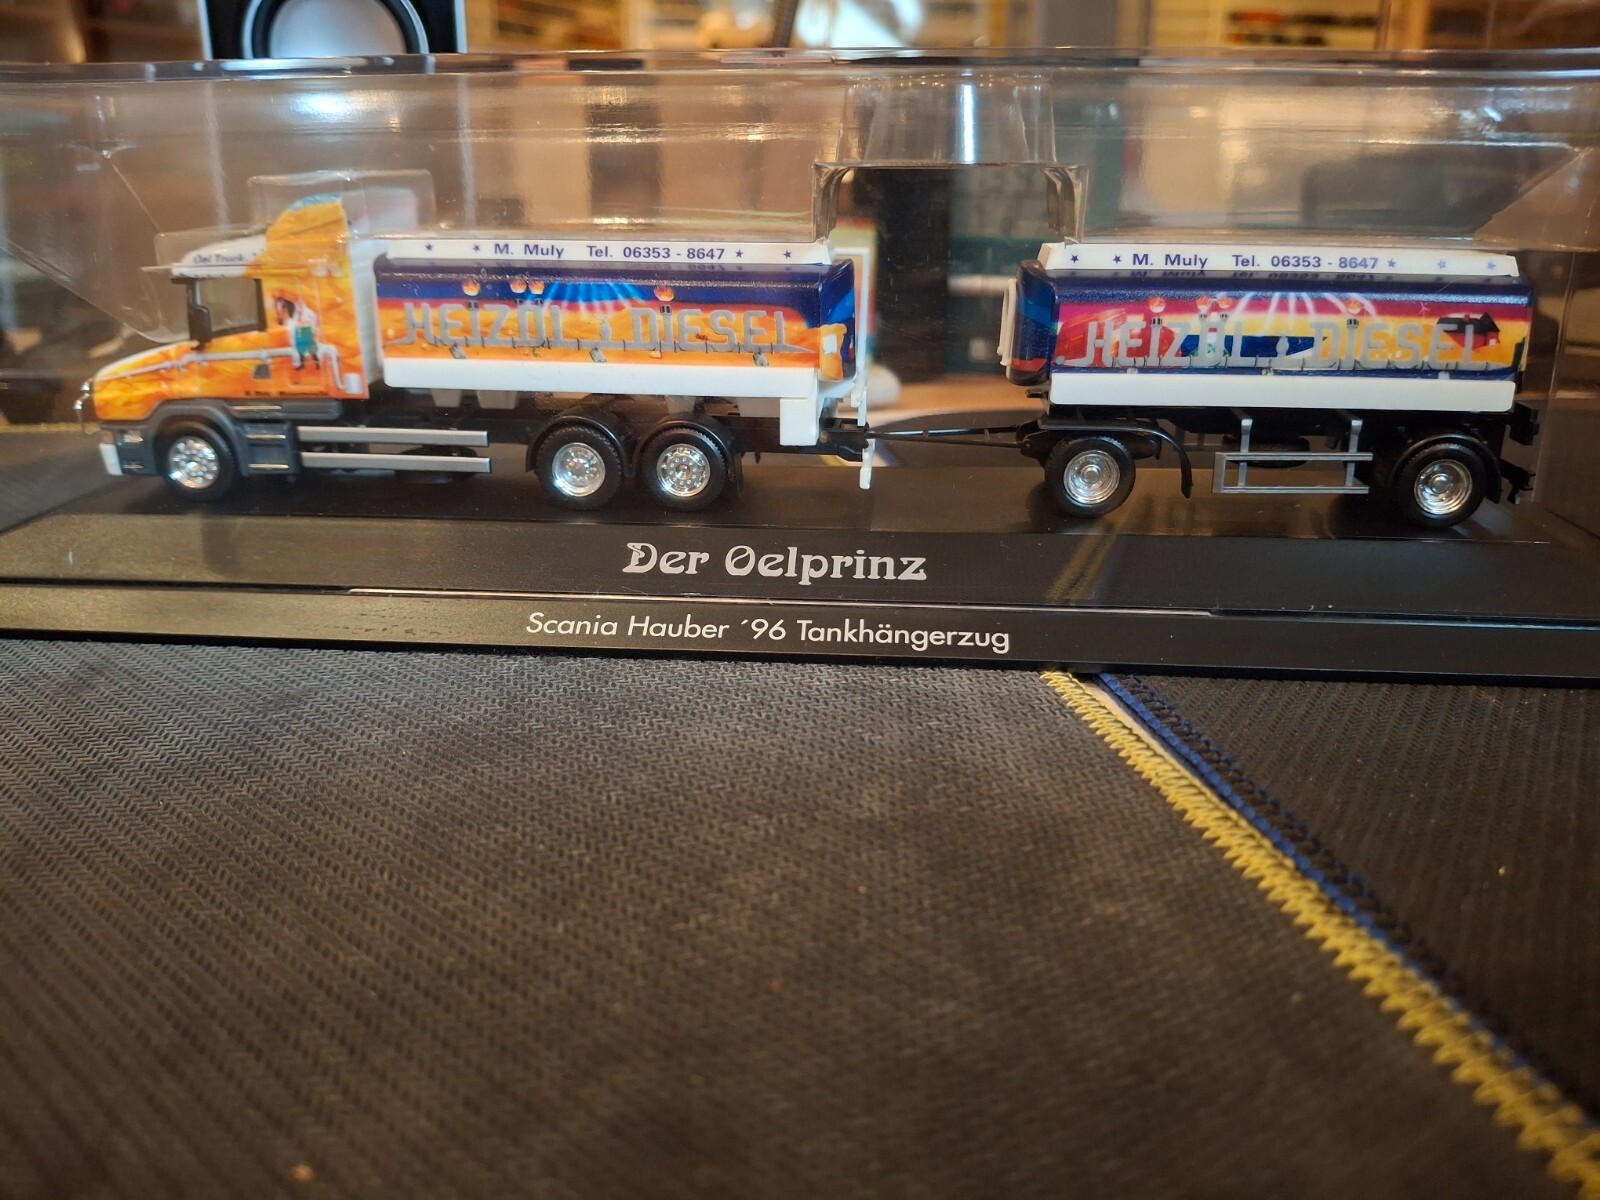 Oel Truck
★ ★ M. Muly Tel. 06353 - 8647 ★ ★
HEIZÖL & DIESEL
★ ★ M. Muly Tel. 06353 - 8647 ★ ★ ★
HEIZÖL & DIESEL
Der Oelprinz
Scania Hauber ´96 Tankhängerzug